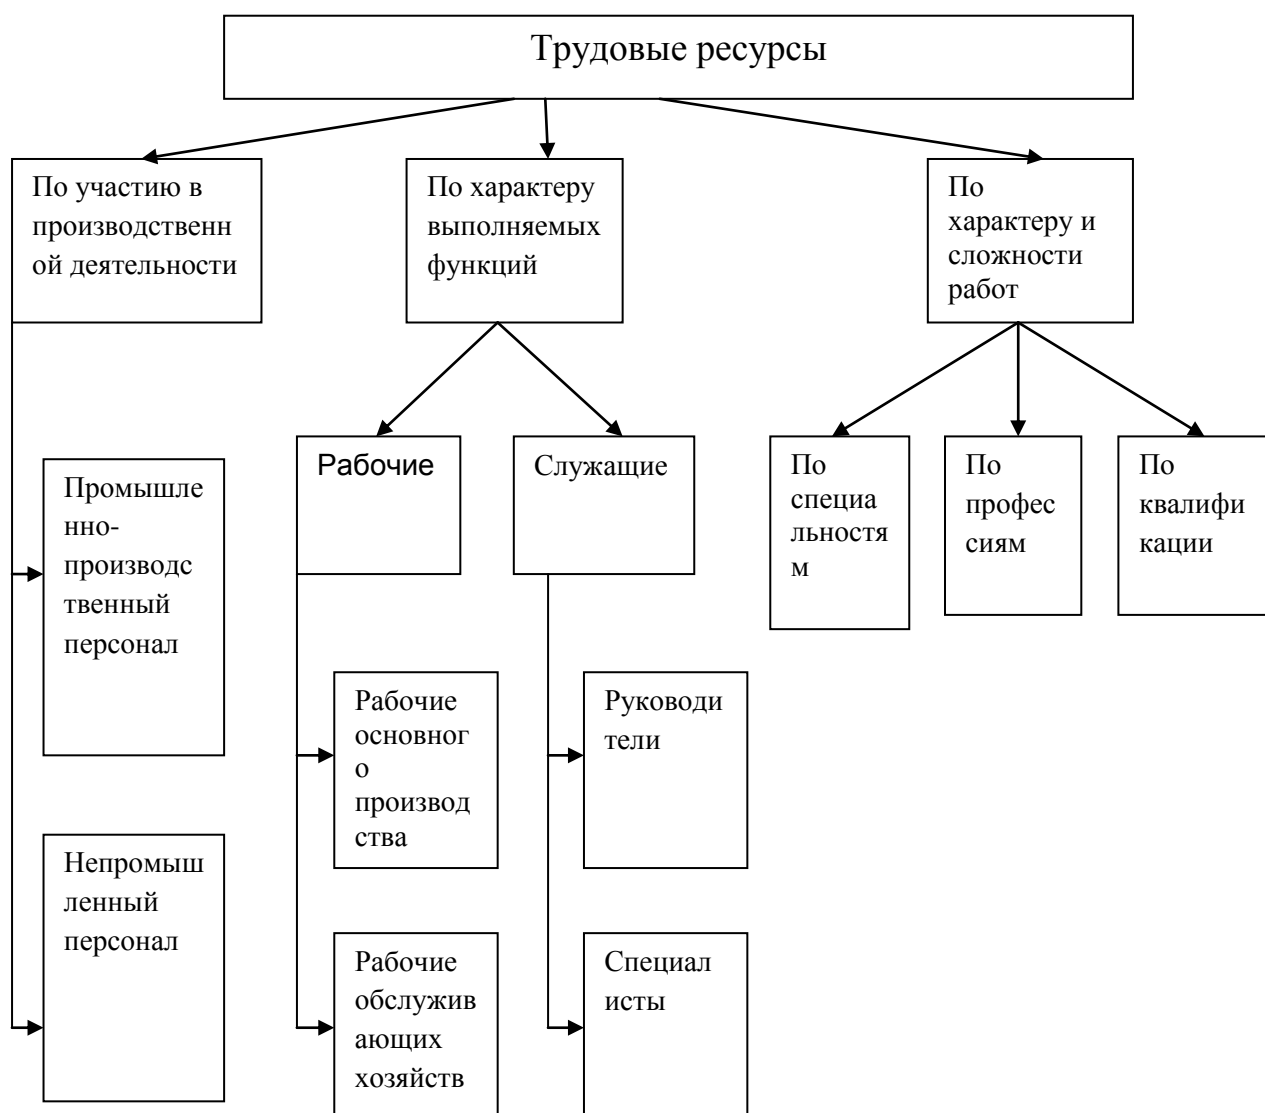 Трудовые ресурсы
По участию в
производственн
ой деятельности
По характеру
выполняемых
функций
По
характеру и
сложности
работ
Рабочие
Служащие
По
специа
льностя
м
По
профес
сиям
По
квалифи
кации
Промышле
нно-
производс
твенный
персонал
Рабочие
основног
о
производ
ства
Руководи
тели
Непромыш
ленный
персонал
Рабочие
обслужив
ающих
хозяйств
Специал
исты